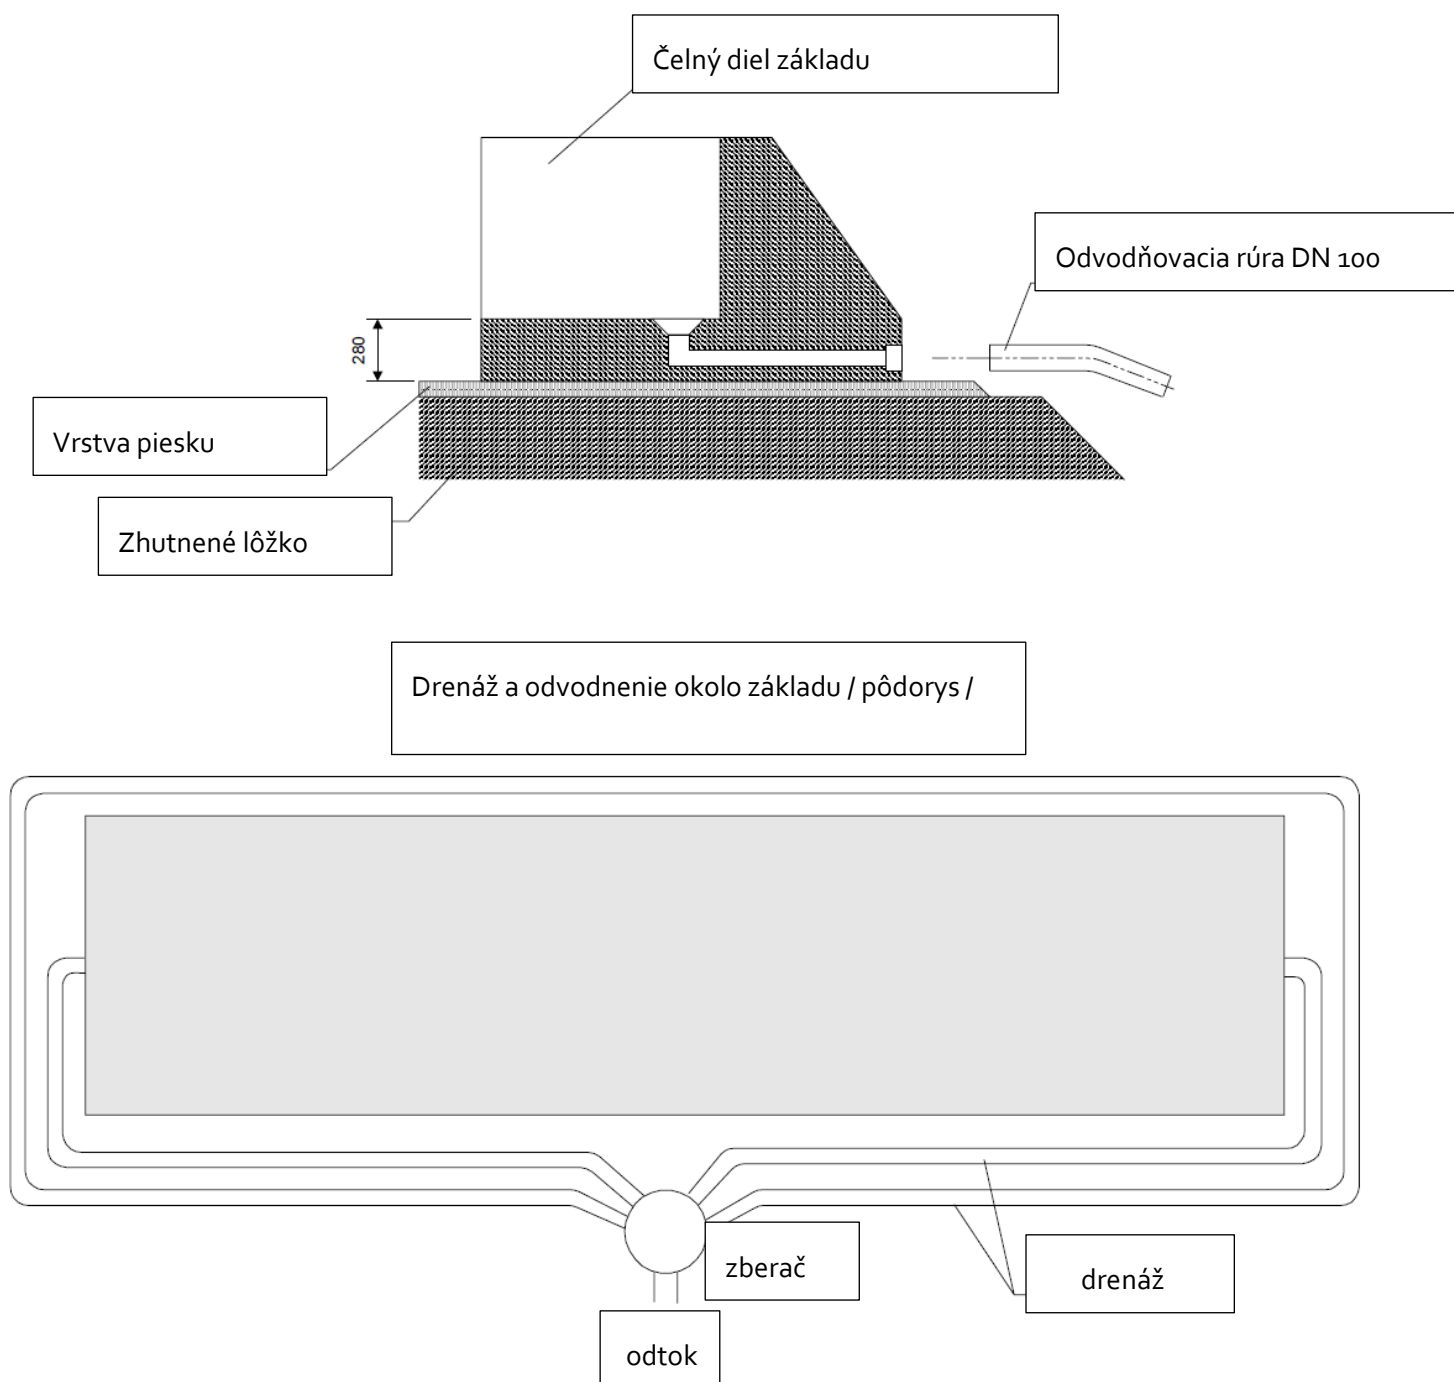 Čelný diel základu
Odvodňovacia rúra DN 100
280
Vrstva piesku
Zhutnené lôžko
Drenáž a odvodnenie okolo základu / pôdorys /
zberač
drenáž
odtok